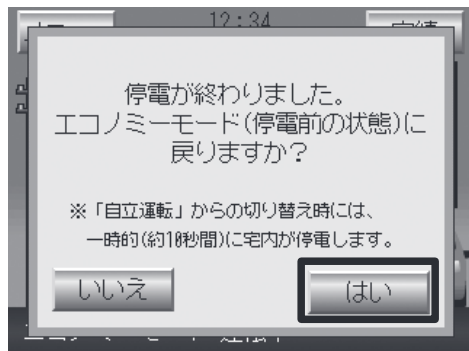 12:34
停電が終わりました。
エコノミーモード(停電前の状態)に
戻りますか？
※「自立運転」からの切り替え時には、
一時的(約10秒間)に宅内が停電します。
いいえ
はい